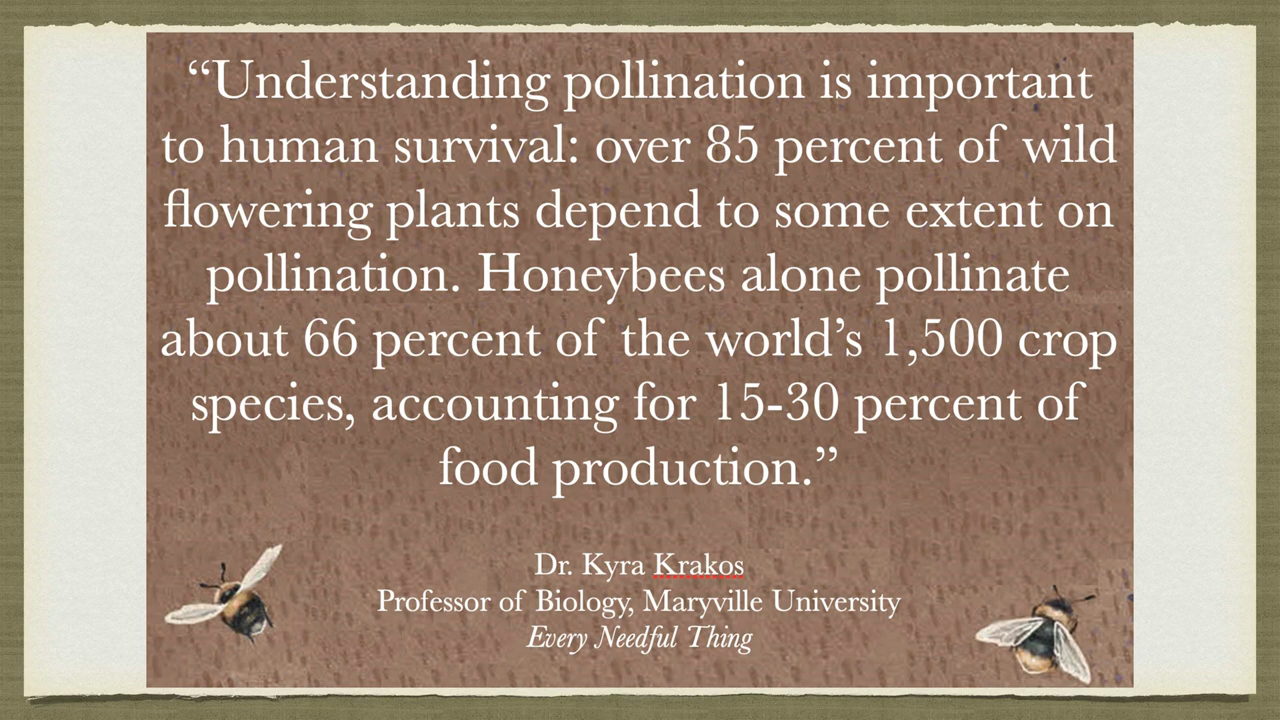 “Understanding pollination is important
to human survival: over 85 percent of wild
flowering plants depend to some extent on
pollination. Honeybees alone pollinate
about 66 percent of the world’s 1,500 crop
species, accounting for 15-30 percent of
food production.”
Dr. Kyra Krakos
Professor of Biology, Maryville University
Every Needful Thing